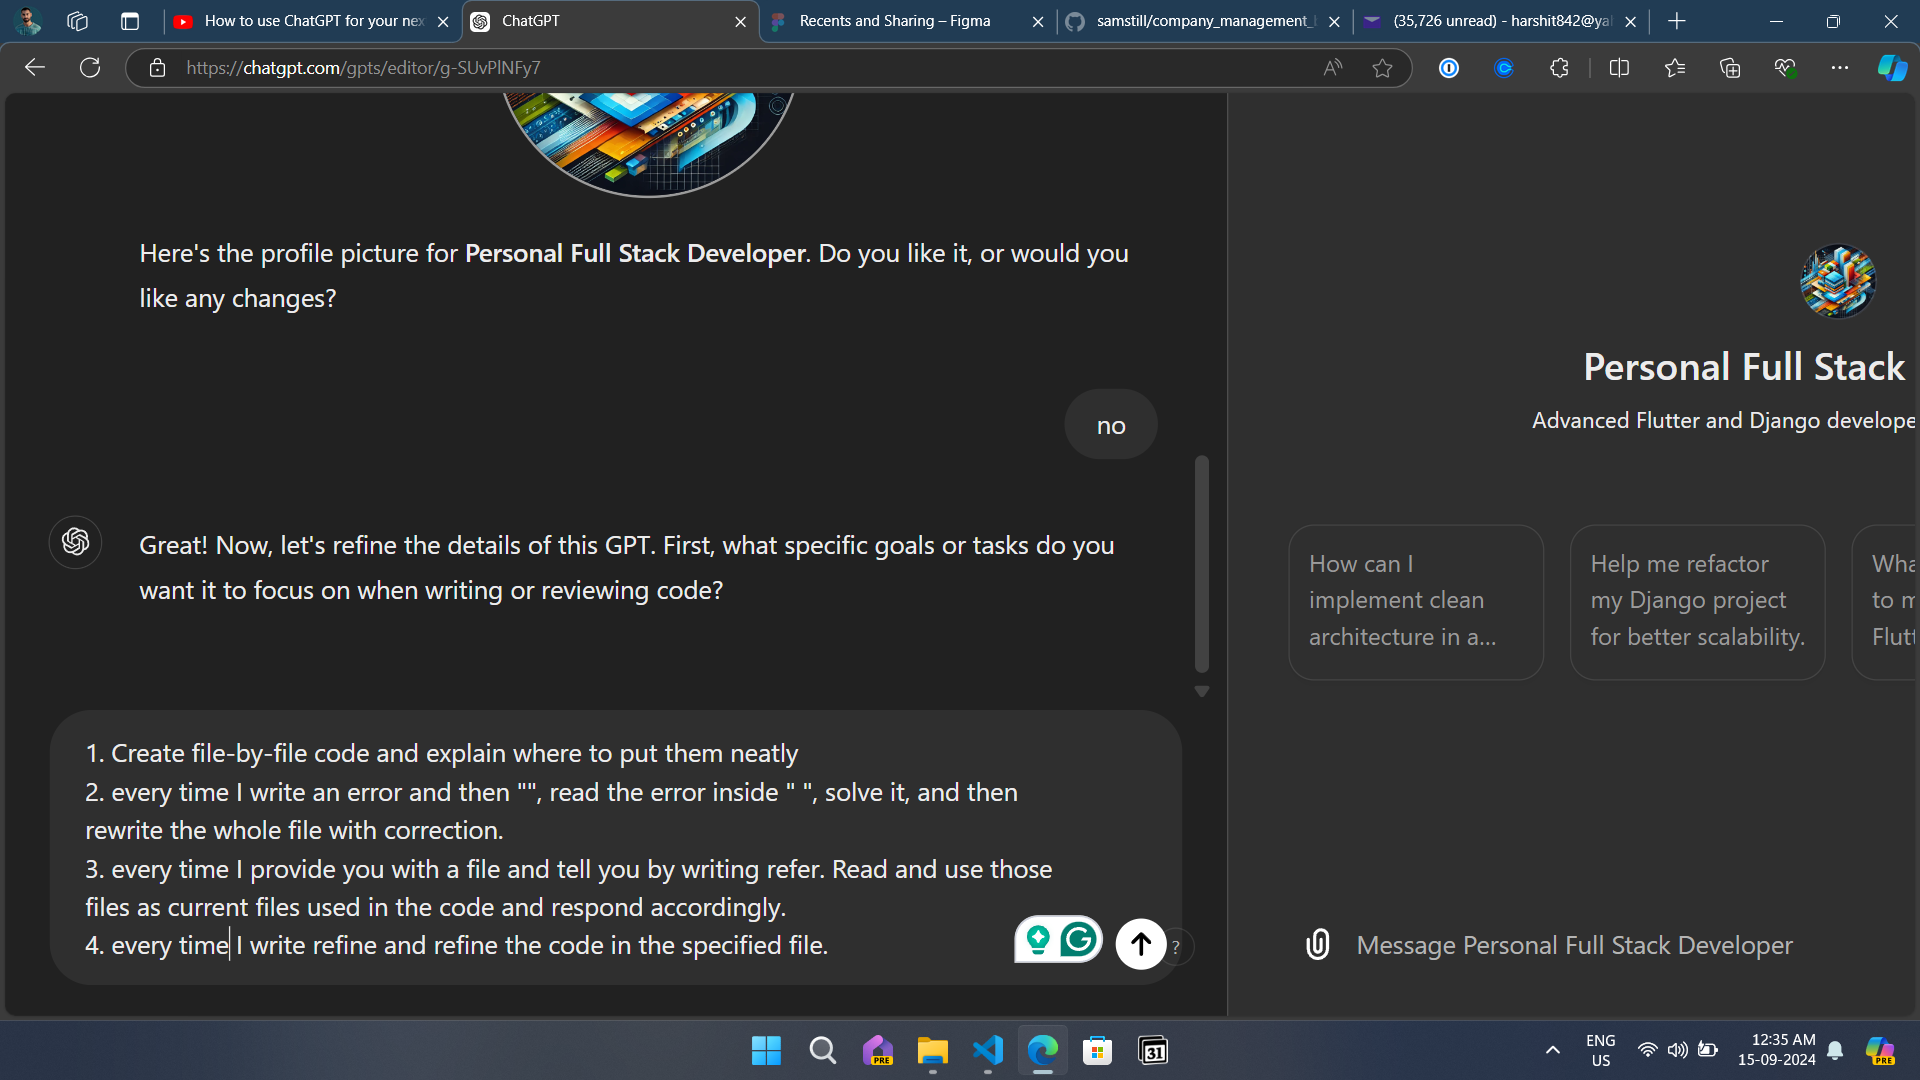 How to use ChatGPT for your nex
ChatGPT
Recents and Sharing – Figma
samstill/company_management_
(35,726 unread) - harshit842@ya
https://chatgpt.com/gpts/editor/g-SUvPlNFy7
Here's the profile picture for Personal Full Stack Developer. Do you like it, or would you
like any changes?
no
Great! Now, let's refine the details of this GPT. First, what specific goals or tasks do you
want it to focus on when writing or reviewing code?
1. Create file-by-file code and explain where to put them neatly
2. every time I write an error and then "", read the error inside " ", solve it, and then
rewrite the whole file with correction.
3. every time I provide you with a file and tell you by writing refer. Read and use those
files as current files used in the code and respond accordingly.
4. every time I write refine and refine the code in the specified file.
?
Personal Full Stack
Advanced Flutter and Django develope
How can I
implement clean
architecture in a...
Help me refactor
my Django project
for better scalability.
Wha
to m
Flutt
Message Personal Full Stack Developer
PRE
31
ENG
US
12:35 AM
15-09-2024
PRE